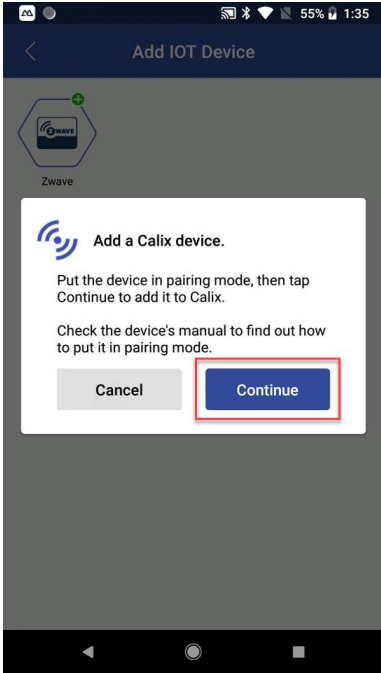 55% 1:35
Add IOT Device
ZWAVE
Zwave
Add a Calix device.
Put the device in pairing mode, then tap
Continue to add it to Calix.
Check the device's manual to find out how
to put it in pairing mode.
Cancel Continue